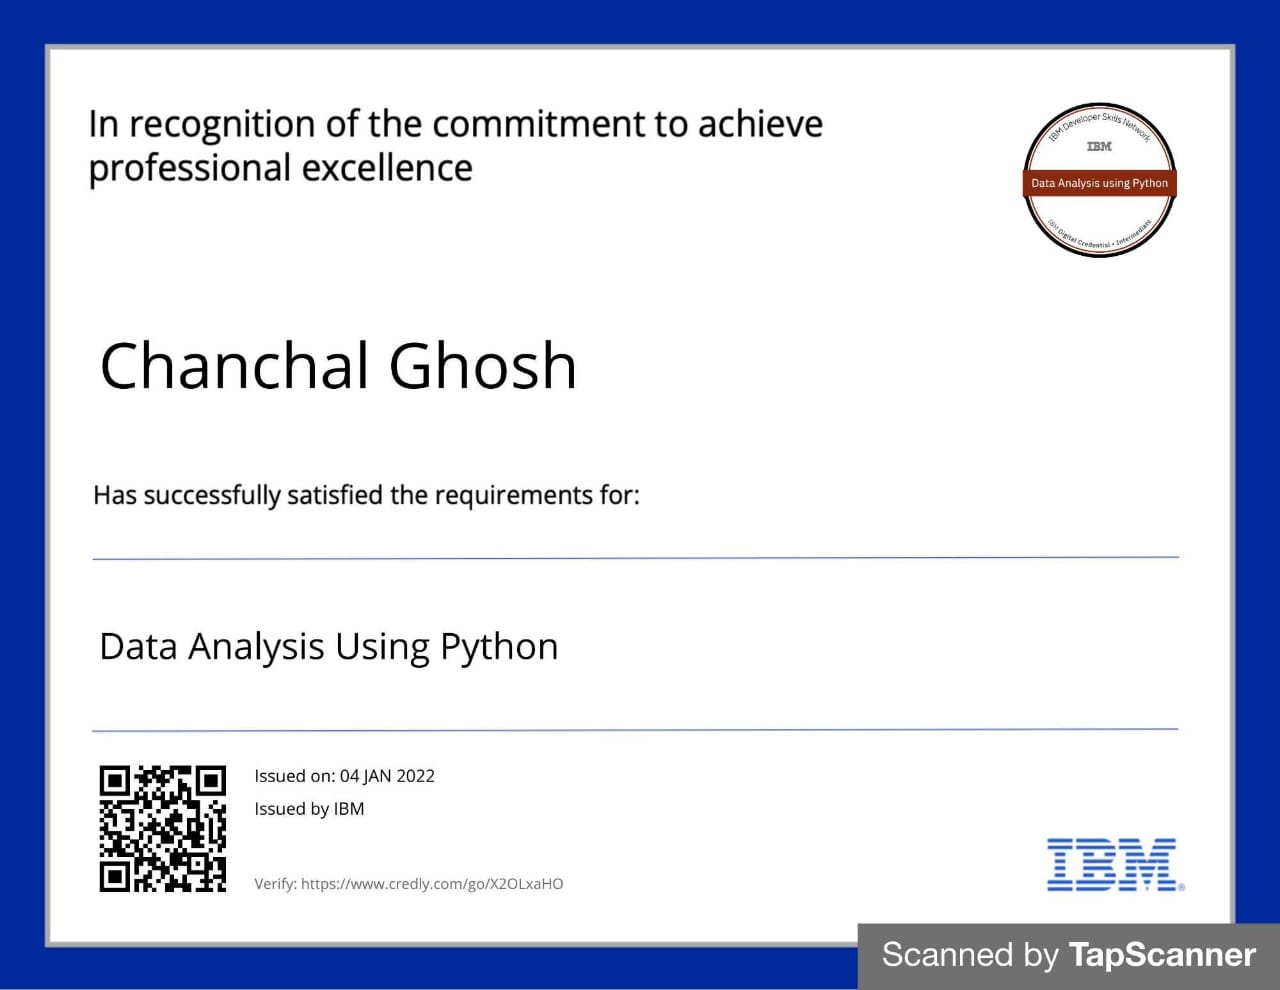 In recognition of the commitment to achieve
professional excellence
IBM Developer Skills Network
IBM
Data Analysis using Python
IBM Digital Credential • Intermediate
Chanchal Ghosh
Has successfully satisfied the requirements for:
Data Analysis Using Python
Issued on: 04 JAN 2022
Issued by IBM
Verify: https://www.credly.com/go/X2OLxaHO
IBM®
Scanned by TapScanner